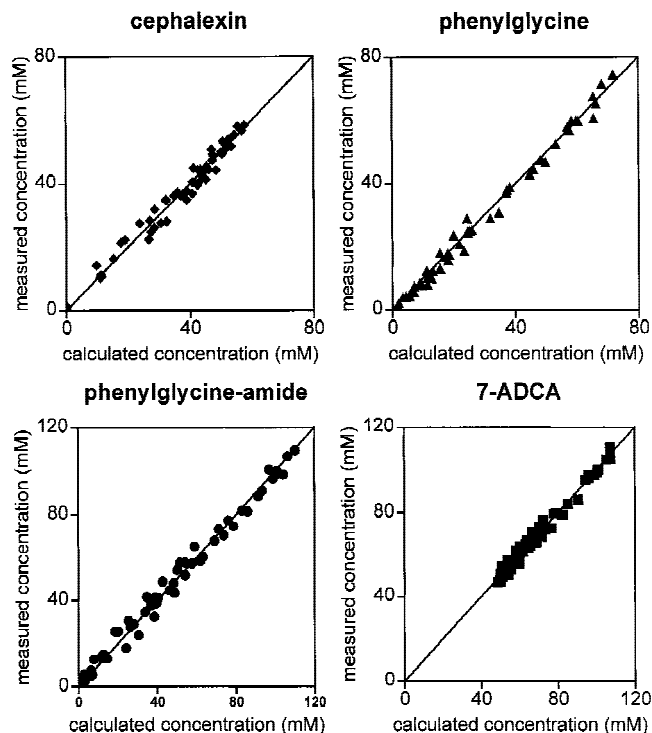 cephalexin
phenylglycine
measured concentration (mM)
80
40
0
0
40
80
calculated concentration (mM)
measured concentration (mM)
80
40
0
0
40
80
calculated concentration (mM)
phenylglycine-amide
7-ADCA
measured concentration (mM)
120
80
40
0
0
40
80
120
calculated concentration (mM)
measured concentration (mM)
120
80
40
0
0
40
80
120
calculated concentration (mM)